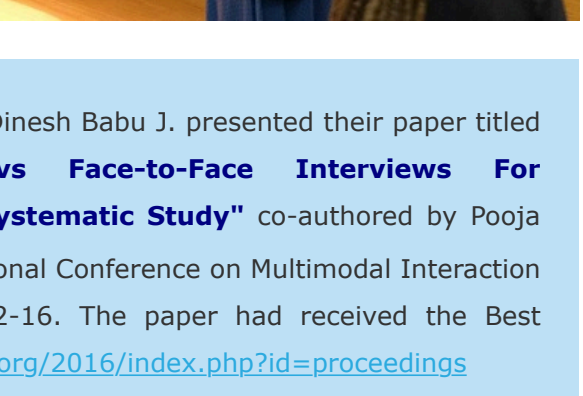 Dinesh Babu J. presented their paper titled
vs Face-to-Face Interviews For
ystematic Study" co-authored by Pooja
onal Conference on Multimodal Interaction
2-16. The paper had received the Best
org/2016/index.php?id=proceedings